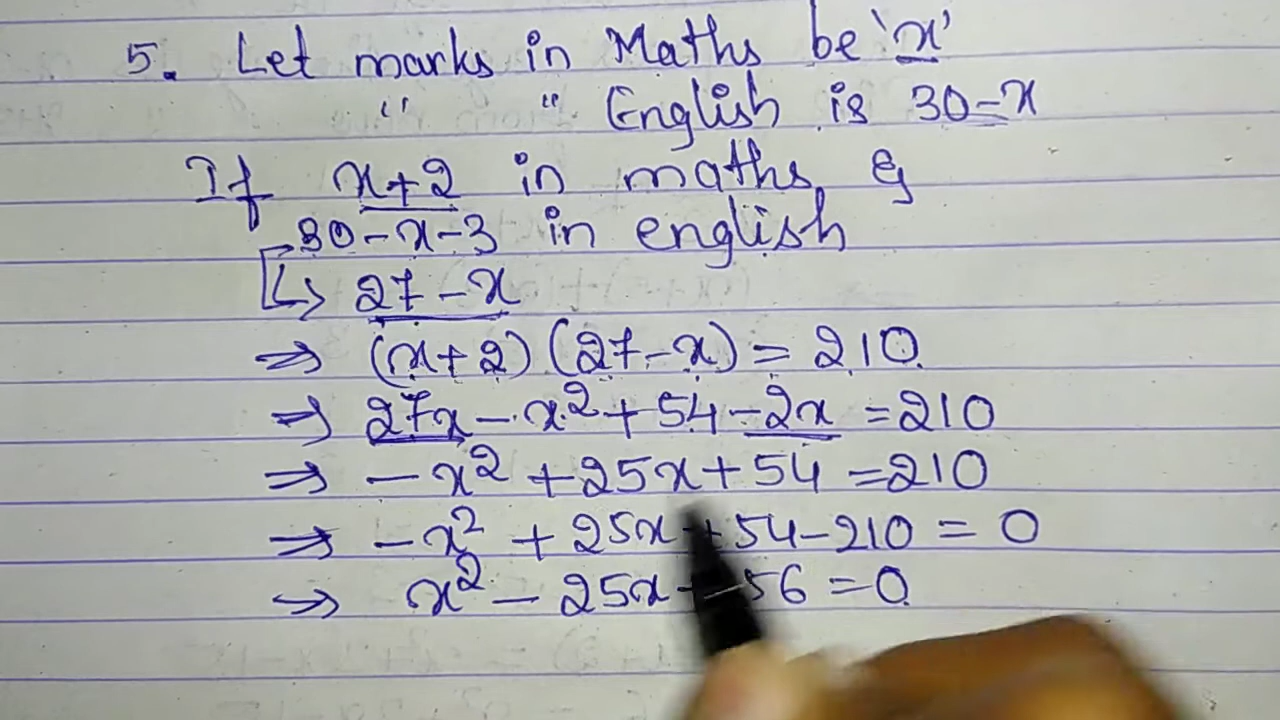 5. Let marks in Maths be 'x'
" " English is 30-x
If x+2 in maths &
30-x-3 in english
↳ 27-x
⇒ (x+2)(27-x) = 210
⇒ 27x - x² + 54 - 2x = 210
⇒ -x² + 25x + 54 = 210
⇒ -x² + 25x + 54 - 210 = 0
⇒ x² - 25x 56 = 0